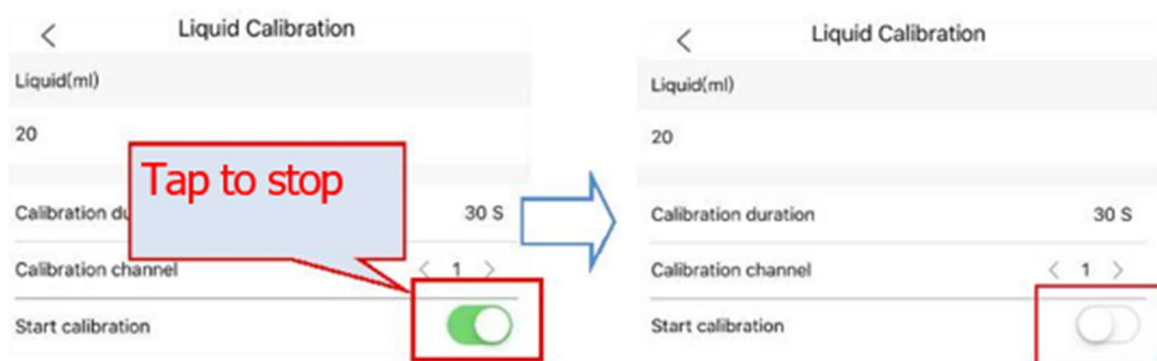 Liquid Calibration
Liquid(ml)
20
Tap to stop
Calibration du
30 S
Calibration channel
< 1 >
Start calibration
Liquid Calibration
Liquid(ml)
20
Calibration duration
30 S
Calibration channel
< 1 >
Start calibration